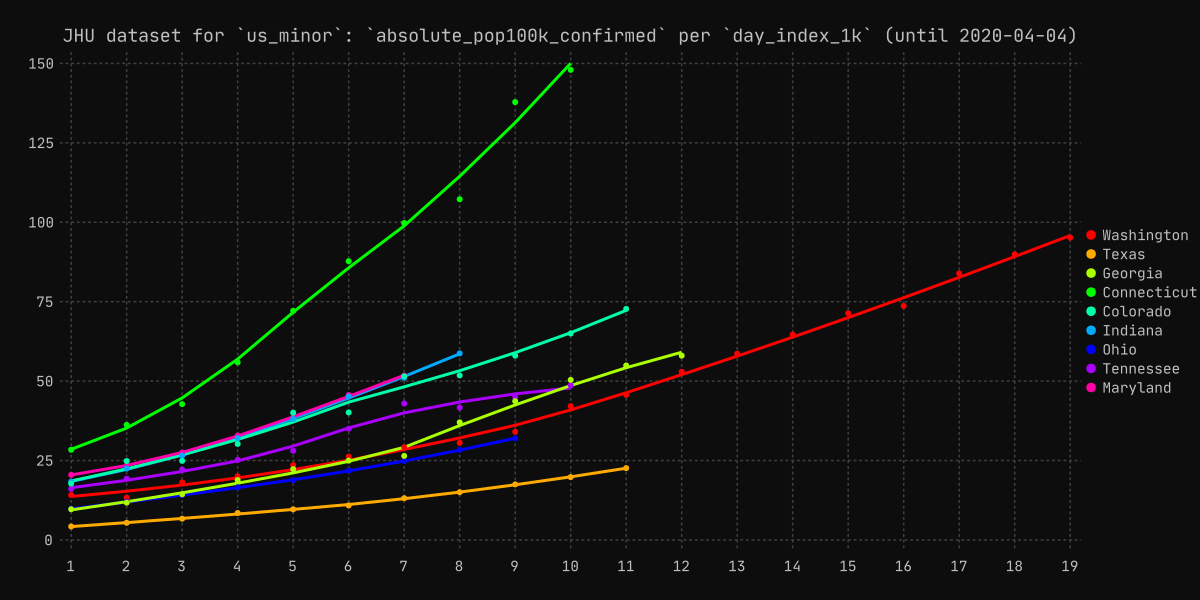 JHU dataset for `us_minor`: `absolute_pop100k_confirmed` per `day_index_1k` (until 2020-04-04)
150
125
100
75
50
25
0
1 2 3 4 5 6 7 8 9 10 11 12 13 14 15 16 17 18 19
Washington
Texas
Georgia
Connecticut
Colorado
Indiana
Ohio
Tennessee
Maryland